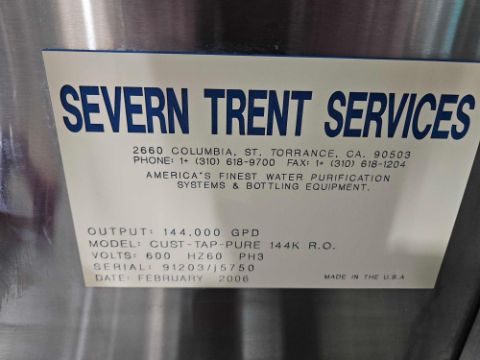 SEVERN TRENT SERVICES
2660 COLUMBIA, ST. TORRANCE, CA. 90503
PHONE: 1+ (310) 618-9700 FAX: 1+ (310) 618-1204
AMERICA'S FINEST WATER PURIFICATION
SYSTEMS & BOTTLING EQUIPMENT.
OUTPUT: 144,000 GPD
MODEL: CUST-TAP-PURE 144K R.O.
VOLTS: 600 HZ60 PH3
SERIAL: 91203/j5750
DATE: FEBRUARY 2006
MADE IN THE U.S.A